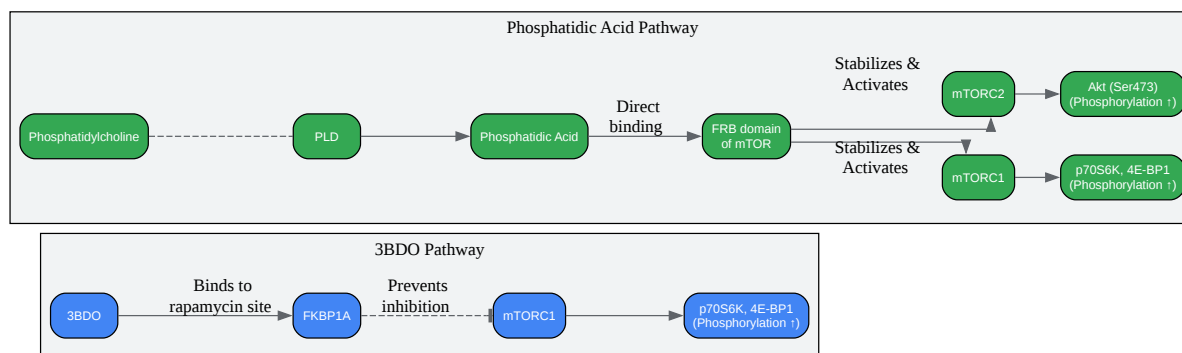 Phosphatidic Acid Pathway
Phosphatidylcholine
PLD
Phosphatidic Acid
Direct
binding
FRB domain
of mTOR
Stabilizes &
Activates
mTORC2
Akt (Ser473)
(Phosphorylation ↑)
Stabilizes &
Activates
mTORC1
p70S6K, 4E-BP1
(Phosphorylation ↑)
3BDO Pathway
3BDO
Binds to
rapamycin site
FKBP1A
Prevents
inhibition
mTORC1
p70S6K, 4E-BP1
(Phosphorylation ↑)